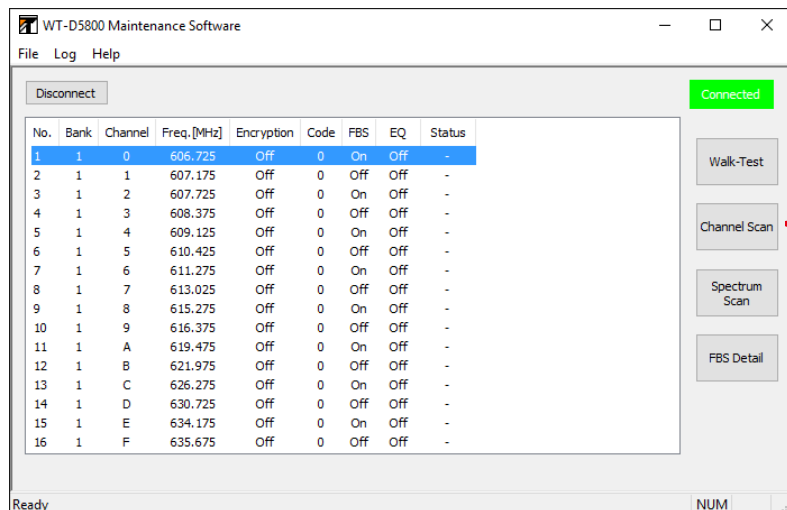 WT-D5800 Maintenance Software
File Log Help
Disconnect
Connected
No. Bank Channel Freq.[MHz] Encryption Code FBS EQ Status
1 1 0 606.725 Off 0 On Off -
2 1 1 607.175 Off 0 Off Off -
3 1 2 607.725 Off 0 On Off -
4 1 3 608.375 Off 0 Off Off -
5 1 4 609.125 Off 0 On Off -
6 1 5 610.425 Off 0 Off Off -
7 1 6 611.275 Off 0 On Off -
8 1 7 613.025 Off 0 Off Off -
9 1 8 615.275 Off 0 On Off -
10 1 9 616.375 Off 0 Off Off -
11 1 A 619.475 Off 0 On Off -
12 1 B 621.975 Off 0 Off Off -
13 1 C 626.275 Off 0 On Off -
14 1 D 630.725 Off 0 Off Off -
15 1 E 634.175 Off 0 On Off -
16 1 F 635.675 Off 0 Off Off -
Walk-Test
Channel Scan
Spectrum
Scan
FBS Detail
Ready
NUM